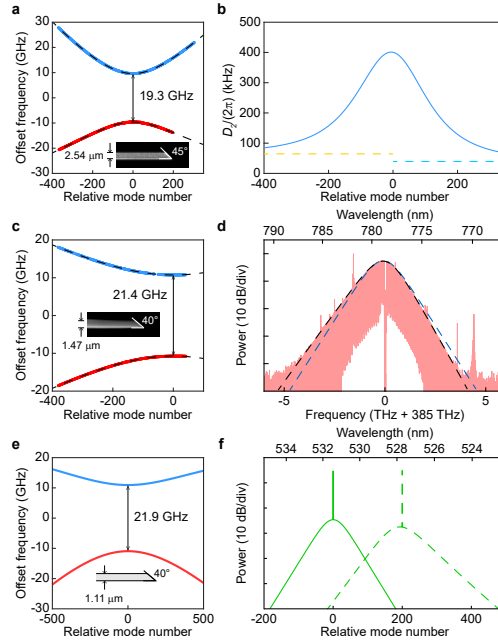 a
Offset frequency (GHz)
30
20
10
0
-10
-20
-30
19.3 GHz
2.54 μm
45°
-400
-200
0
200
Relative mode number
b
D₂/(2π) (kHz)
500
400
300
200
100
0
-400
-200
0
200
Relative mode number
c
Offset frequency (GHz)
20
10
0
-10
-20
21.4 GHz
40°
1.47 μm
-400
-200
0
Relative mode number
d
Wavelength (nm)
790
785
780
775
770
Power (10 dB/div)
-5
0
5
Frequency (THz + 385 THz)
e
Offset frequency (GHz)
20
10
0
-10
-20
-30
21.9 GHz
40°
1.11 μm
-500
0
500
Relative mode number
f
Wavelength (nm)
534
532
530
528
526
524
Power (10 dB/div)
-200
0
200
400
Relative mode number